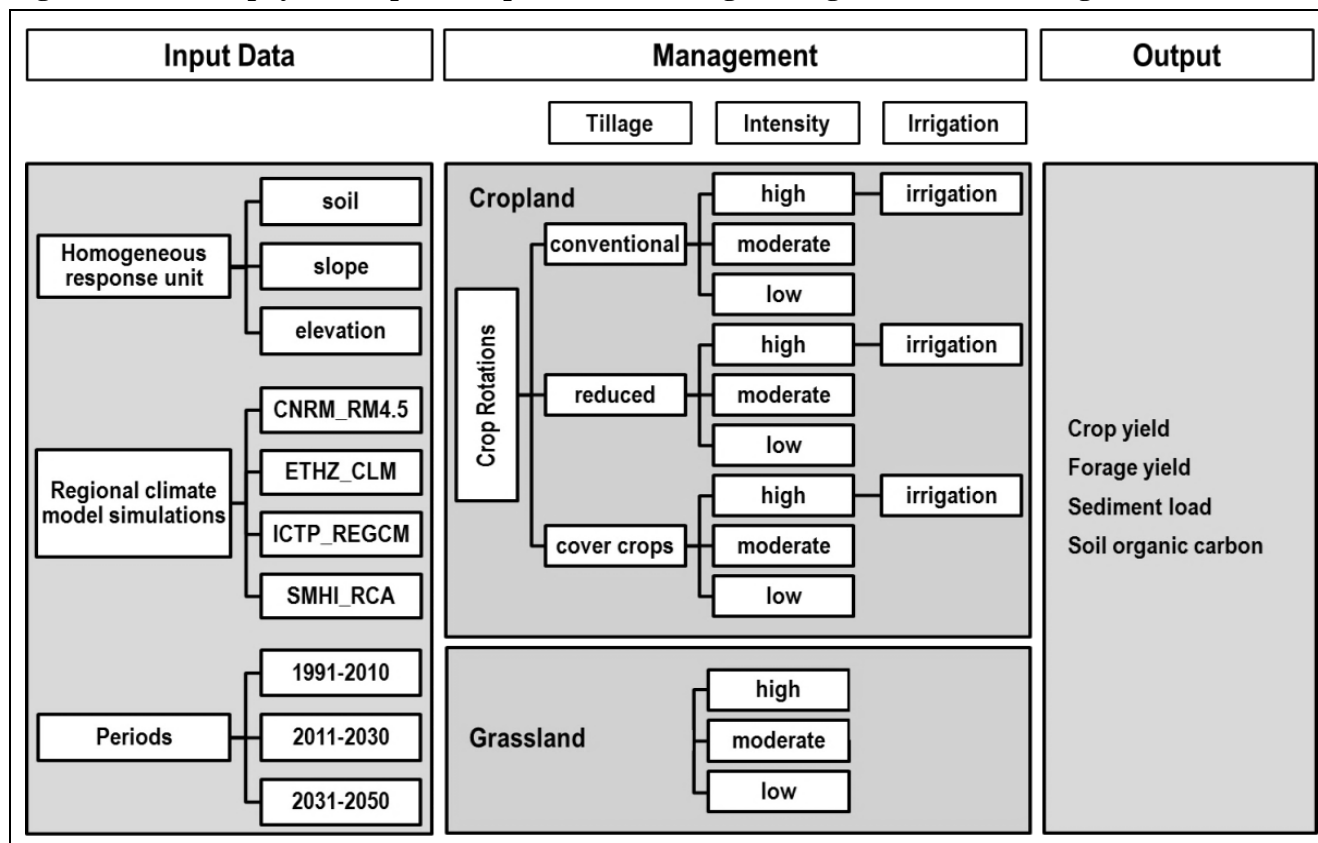 Input Data
Management
Output
Tillage
Intensity
Irrigation
Homogeneous
response unit
soil
slope
elevation
Regional climate
model simulations
CNRM_RM4.5
ETHZ_CLM
ICTP_REGCM
SMHI_RCA
Periods
1991-2010
2011-2030
2031-2050
Cropland
Crop Rotations
conventional
high
irrigation
moderate
low
reduced
high
irrigation
moderate
low
cover crops
high
irrigation
moderate
low
Grassland
high
moderate
low
Crop yield
Forage yield
Sediment load
Soil organic carbon